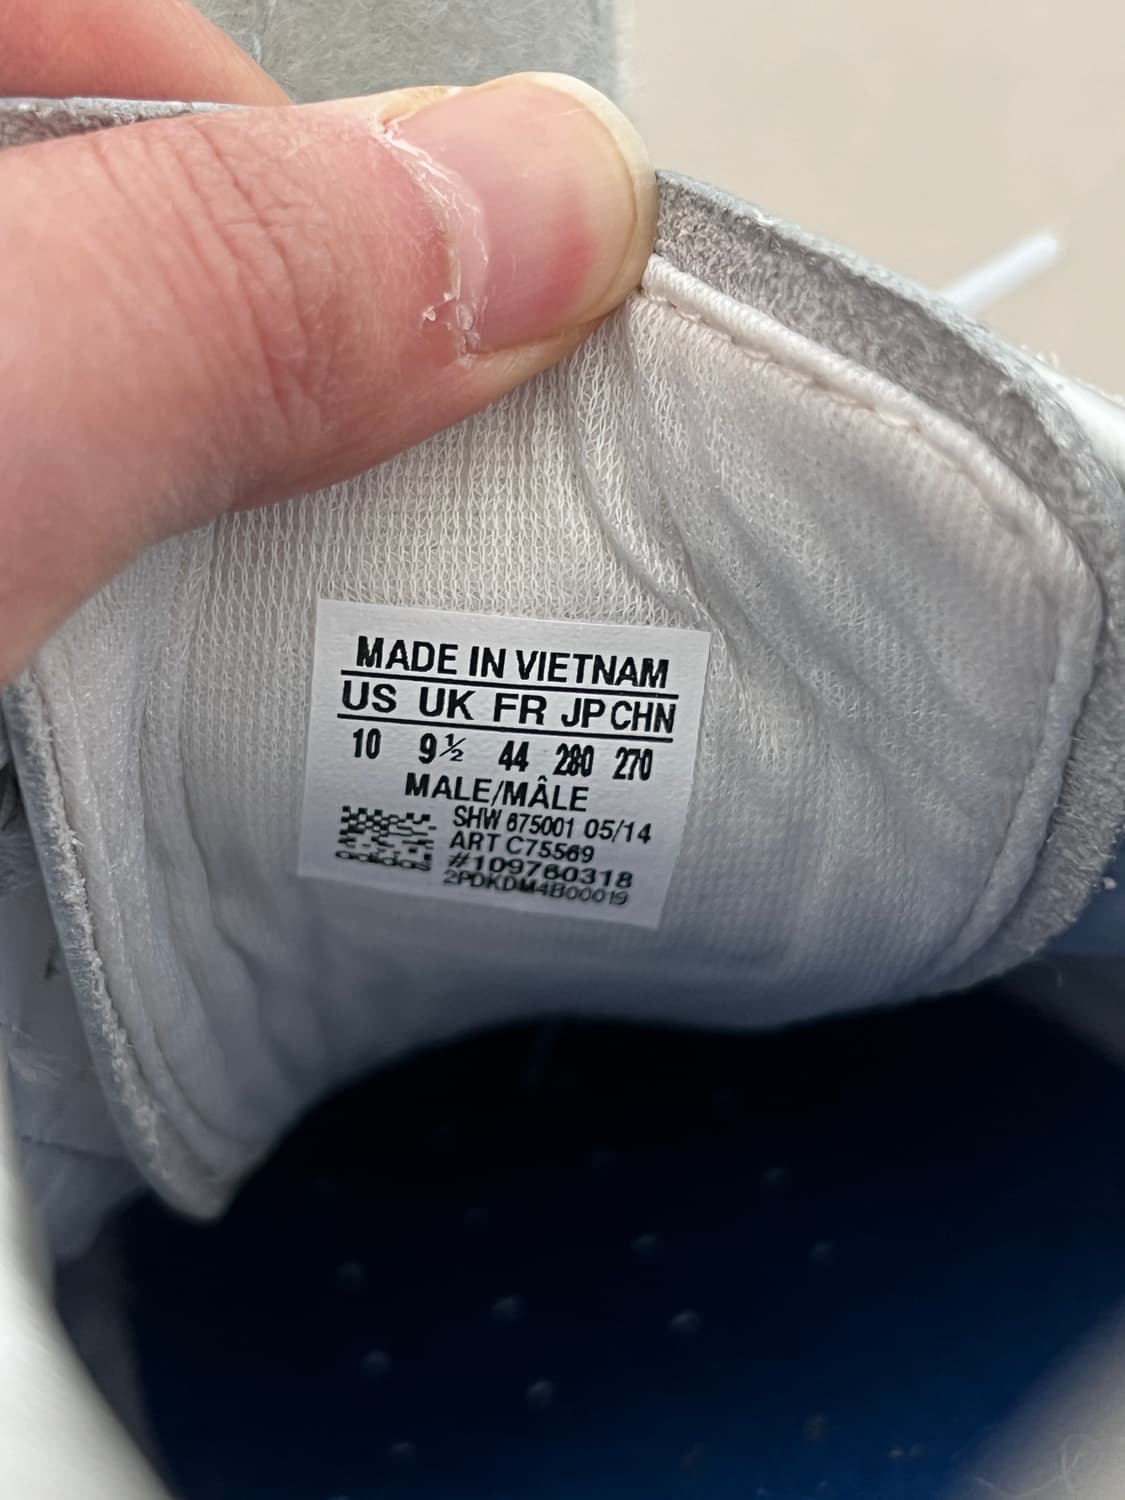 MADE IN VIETNAM
US UK FR JP CHN
10 9½ 44 280 270
MALE/MÂLE
SHW 675001 05/14
ART C75569
#109760318
adidas 2PDKDM4B00019